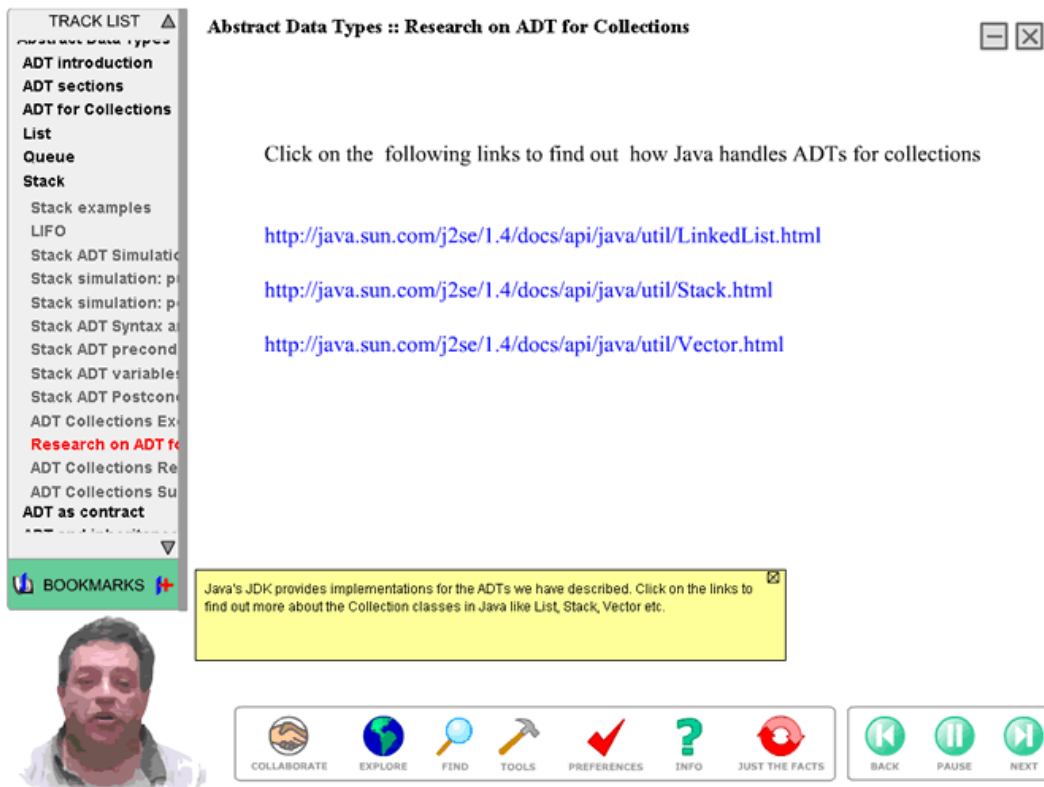 TRACK LIST
Abstract Data Types
ADT introduction
ADT sections
ADT for Collections
List
Queue
Stack
Stack examples
LIFO
Stack ADT Simulatio
Stack simulation: p
Stack simulation: p
Stack ADT Syntax a
Stack ADT precond
Stack ADT variables
Stack ADT Postcon
ADT Collections Ex
Research on ADT fo
ADT Collections Re
ADT Collections Su
ADT as contract
BOOKMARKS
Abstract Data Types :: Research on ADT for Collections
Click on the following links to find out how Java handles ADTs for collections
http://java.sun.com/j2se/1.4/docs/api/java/util/LinkedList.html
http://java.sun.com/j2se/1.4/docs/api/java/util/Stack.html
http://java.sun.com/j2se/1.4/docs/api/java/util/Vector.html
Java's JDK provides implementations for the ADTs we have described. Click on the links to
find out more about the Collection classes in Java like List, Stack, Vector etc.
COLLABORATE
EXPLORE
FIND
TOOLS
PREFERENCES
INFO
JUST THE FACTS
BACK
PAUSE
NEXT